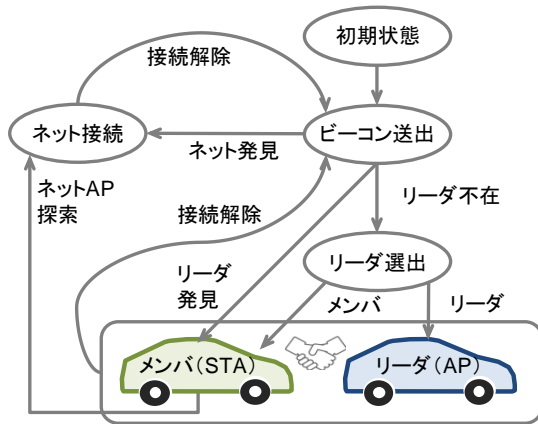 初期状態
接続解除
ネット接続
ビーコン送出
ネット発見
ネットAP
探索
接続解除
リーダ不在
リーダ選出
リーダ
発見
メンバ
リーダ
メンバ(STA)
リーダ(AP)